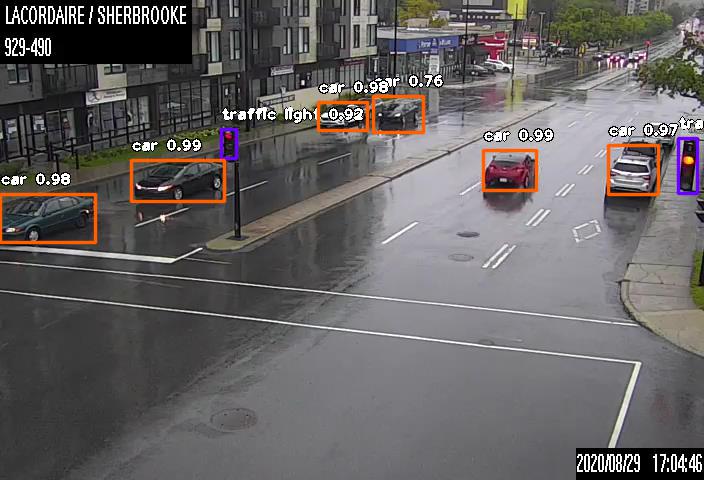 LACORDAIRE / SHERBROOKE
929-490
car 0.98
car 0.76
traffic light 0.92
car 0.99
car 0.98
car 0.99
car 0.97
tra
2020/08/29 17:04:46